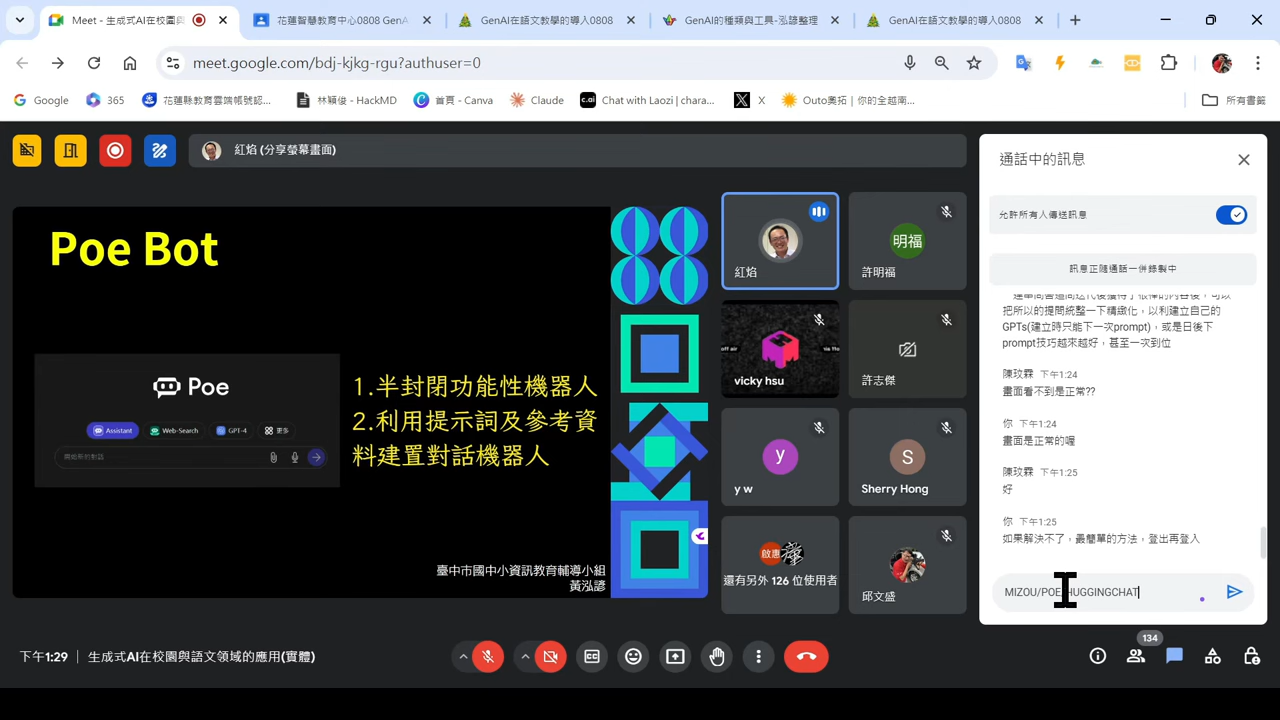 Meet - 生成式AI在校園與
花蓮智慧教育中心0808 GenA
GenAI在語文教學的導入0808
GenAI的種類與工具-泓諺整理
GenAI在語文教學的導入0808
meet.google.com/bdj-kjkg-rgu?authuser=0
Google
365
花蓮縣教育雲端帳號認...
林穎俊 - HackMD
首頁 - Canva
Claude
c.ai
Chat with Laozi | chara...
X
Outo奧拓 | 你的全越南...
所有書籤
紅焰 (分享螢幕畫面)
Poe Bot
Poe
Assistant
Web-Search
GPT-4
更多
開始新的對話
1.半封閉功能性機器人
2.利用提示詞及參考資
料建置對話機器人
臺中市國中小資訊教育輔導小組
黃泓諺
紅焰
明福
許明福
vicky hsu
許志傑
y
y w
S
Sherry Hong
啟惠
還有另外 126 位使用者
邱文盛
通話中的訊息
允許所有人傳送訊息
訊息正隨通話一併錄製中
把所以的提問統整一下精緻化，以利建立自己的
GPTs(建立時只能下一次prompt)，或是日後下
prompt技巧越來越好，甚至一次到位
陳玟霖 下午1:24
畫面看不到是正常??
你 下午1:24
畫面是正常的喔
陳玟霖 下午1:25
好
你 下午1:25
如果解決不了，最簡單的方法，登出再登入
MIZOU/POE/HUGGINGCHAT
下午1:29
生成式AI在校園與語文領域的應用(實體)
134